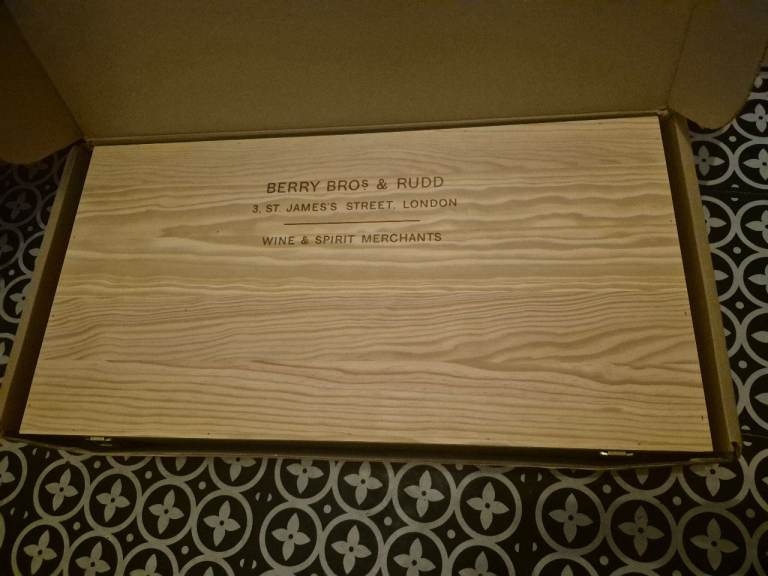 BERRY BROS & RUDD
3, ST. JAMES'S STREET, LONDON
WINE & SPIRIT MERCHANTS